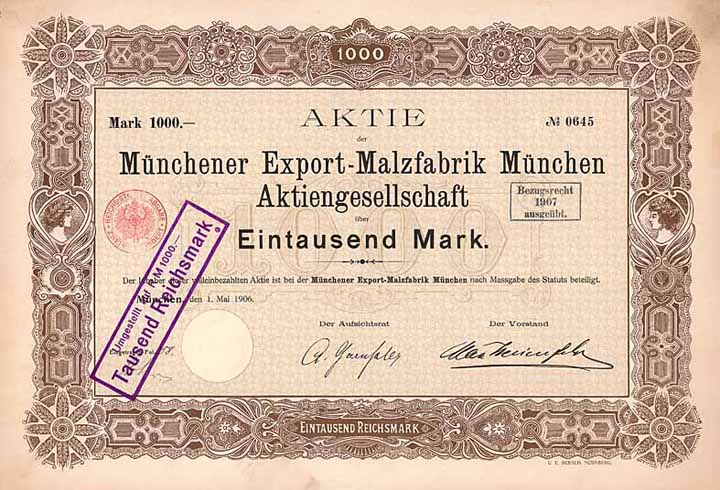 1000
Mark 1000.—
AKTIE
№ 0645
der
Münchener Export-Malzfabrik München
Aktiengesellschaft
Bezugsrecht
1907
ausgeübt.
über
Eintausend Mark.
Umgestellt auf R/M 1000.—
Tausend Reichsmark
Der Inhaber dieser volleinbezahlten Aktie ist bei der Münchener Export-Malzfabrik München nach Massgabe des Statuts beteiligt.
München, den 1. Mai 1906.
Der Aufsichtsrat
Der Vorstand
EINTAUSEND REICHSMARK
NÜRNBERG.